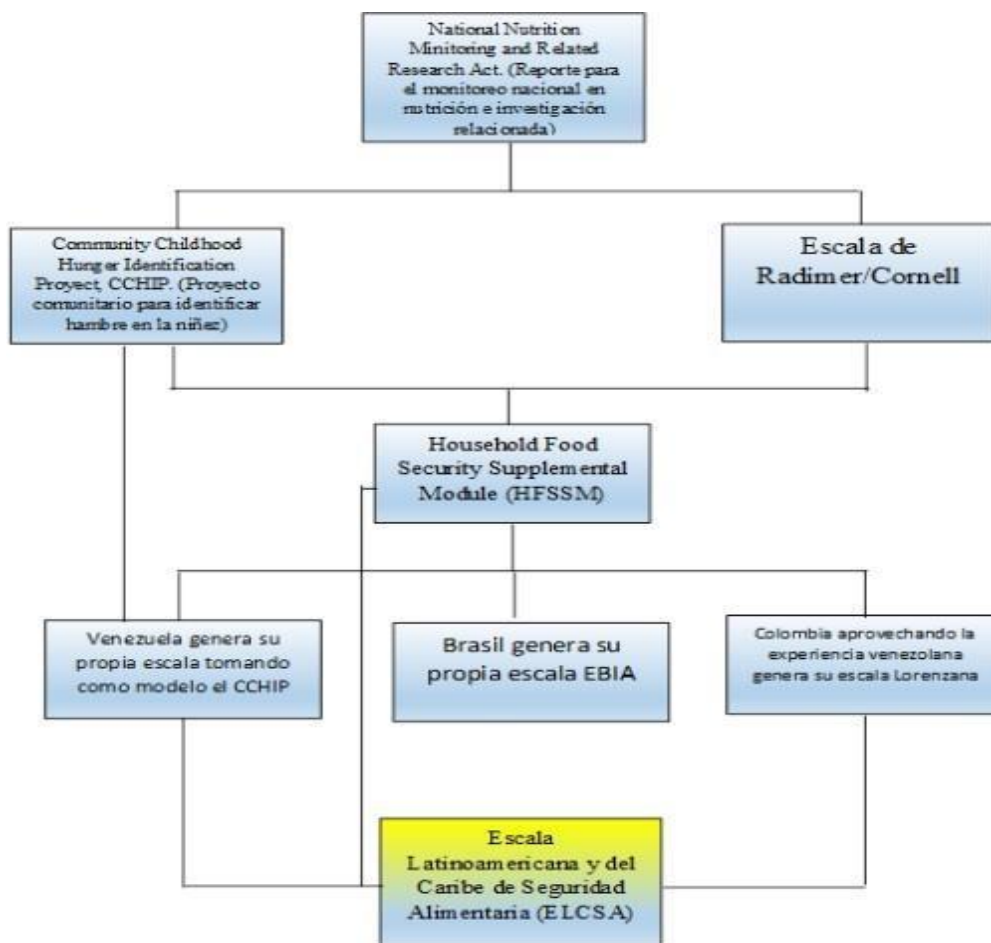 National Nutrition
Minitoring and Related
Research Act. (Reporte para
el monitoreo nacional en
nutrición e investigación
relacionada)
Community Childhood
Hunger Identification
Proyect, CCHIP. (Proyecto
comunitario para identificar
hambre en la niñez)
Escala de
Radimer/Cornell
Household Food
Security Supplemental
Module (HFSSM)
Venezuela genera su
propia escala tomando
como modelo el CCHIP
Brasil genera su
propia escala EBIA
Colombia aprovechando la
experiencia venezolana
genera su escala Lorenzana
Escala
Latinoamericana y del
Caribe de Seguridad
Alimentaria (ELCSA)